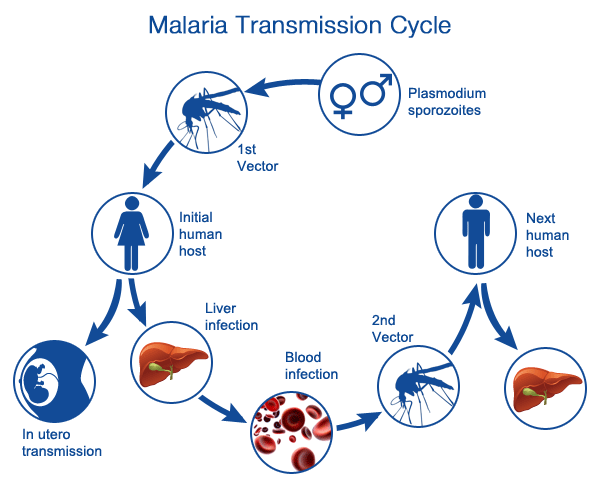 Malaria Transmission Cycle
Plasmodium
sporozoites
1st
Vector
Initial
human
host
Next
human
host
Liver
infection
2nd
Vector
Blood
infection
In utero
transmission